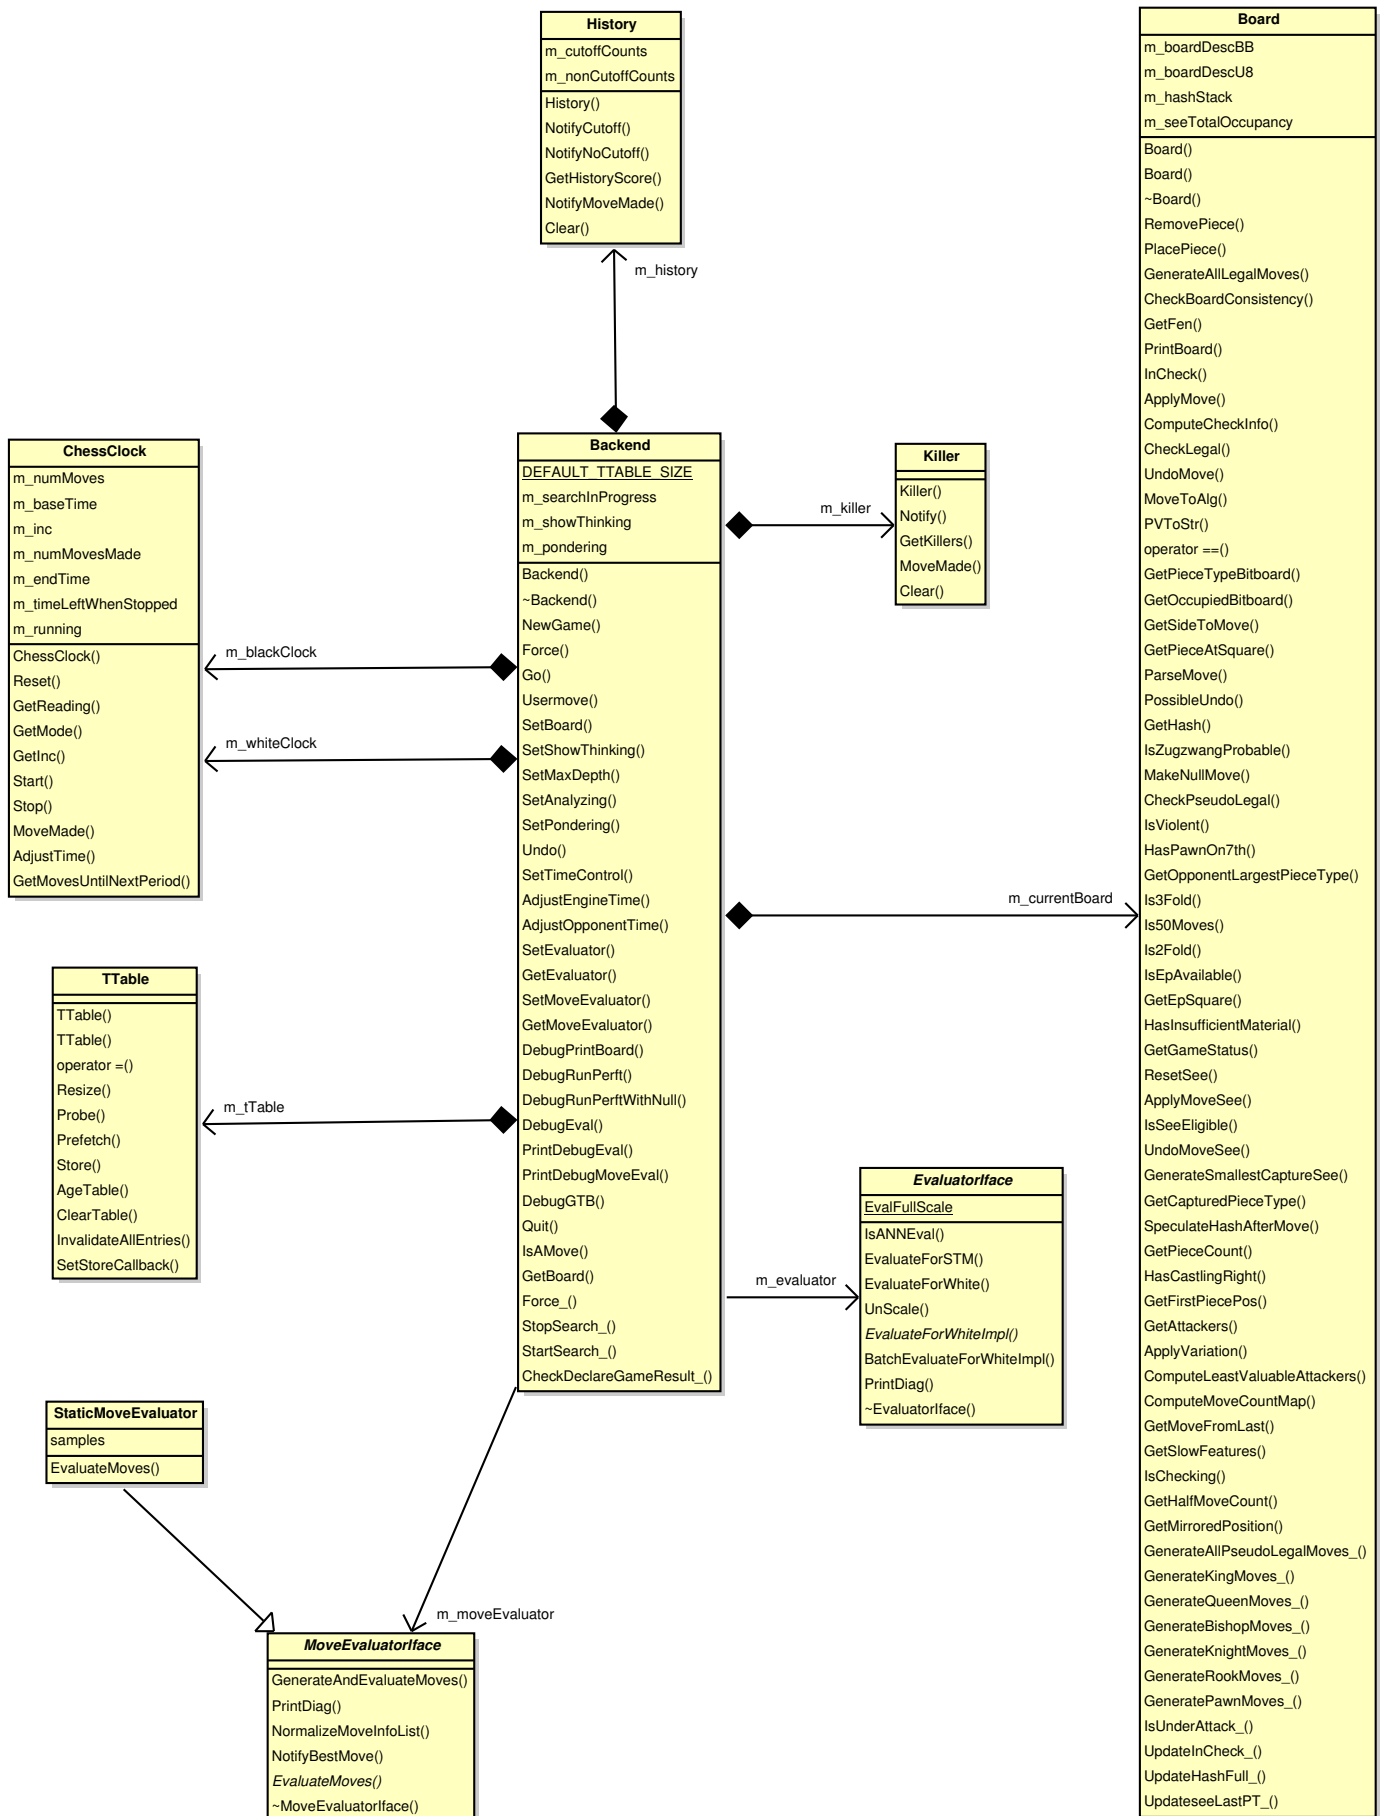 History
m_cutoffCounts
m_nonCutoffCounts
History()
NotifyCutoff()
NotifyNoCutoff()
GetHistoryScore()
NotifyMoveMade()
Clear()
m_history
Board
m_boardDescBB
m_boardDescU8
m_hashStack
m_seeTotalOccupancy
Board()
Board()
~Board()
RemovePiece()
PlacePiece()
GenerateAllLegalMoves()
CheckBoardConsistency()
GetFen()
PrintBoard()
InCheck()
ApplyMove()
ComputeCheckInfo()
CheckLegal()
UndoMove()
MoveToAlg()
PVToStr()
operator ==()
GetPieceTypeBitboard()
GetOccupiedBitboard()
GetSideToMove()
GetPieceAtSquare()
ParseMove()
PossibleUndo()
GetHash()
IsZugzwangProbable()
MakeNullMove()
CheckPseudoLegal()
IsViolent()
HasPawnOn7th()
GetOpponentLargestPieceType()
Is3Fold()
Is50Moves()
Is2Fold()
IsEpAvailable()
GetEpSquare()
HasInsufficientMaterial()
GetGameStatus()
ResetSee()
ApplyMoveSee()
IsSeeEligible()
UndoMoveSee()
GenerateSmallestCaptureSee()
GetCapturedPieceType()
SpeculateHashAfterMove()
GetPieceCount()
HasCastlingRight()
GetFirstPiecePos()
GetAttackers()
ApplyVariation()
ComputeLeastValuableAttackers()
ComputeMoveCountMap()
GetMoveFromLast()
GetSlowFeatures()
IsChecking()
GetHalfMoveCount()
GetMirroredPosition()
GenerateAllPseudoLegalMoves_()
GenerateKingMoves_()
GenerateQueenMoves_()
GenerateBishopMoves_()
GenerateKnightMoves_()
GenerateRookMoves_()
GeneratePawnMoves_()
IsUnderAttack_()
UpdateInCheck_()
UpdateHashFull_()
UpdateseeLastPT_()
ChessClock
m_numMoves
m_baseTime
m_inc
m_numMovesMade
m_endTime
m_timeLeftWhenStopped
m_running
ChessClock()
Reset()
GetReading()
GetMode()
GetInc()
Start()
Stop()
MoveMade()
AdjustTime()
GetMovesUntilNextPeriod()
m_blackClock
m_whiteClock
Backend
DEFAULT_TTABLE_SIZE
m_searchInProgress
m_showThinking
m_pondering
Backend()
~Backend()
NewGame()
Force()
Go()
Usermove()
SetBoard()
SetShowThinking()
SetMaxDepth()
SetAnalyzing()
SetPondering()
Undo()
SetTimeControl()
AdjustEngineTime()
AdjustOpponentTime()
SetEvaluator()
GetEvaluator()
SetMoveEvaluator()
GetMoveEvaluator()
DebugPrintBoard()
DebugRunPerft()
DebugRunPerftWithNull()
DebugEval()
PrintDebugEval()
PrintDebugMoveEval()
DebugGTB()
Quit()
IsAMove()
GetBoard()
Force_()
StopSearch_()
StartSearch_()
CheckDeclareGameResult_()
m_killer
Killer
Killer()
Notify()
GetKillers()
MoveMade()
Clear()
m_currentBoard
TTable
TTable()
TTable()
operator =()
Resize()
Probe()
Prefetch()
Store()
AgeTable()
ClearTable()
InvalidateAllEntries()
SetStoreCallback()
m_tTable
m_evaluator
EvaluatorIface
EvalFullScale
IsANNEval()
EvaluateForSTM()
EvaluateForWhite()
UnScale()
EvaluateForWhiteImpl()
BatchEvaluateForWhiteImpl()
PrintDiag()
~EvaluatorIface()
StaticMoveEvaluator
samples
EvaluateMoves()
m_moveEvaluator
MoveEvaluatorIface
GenerateAndEvaluateMoves()
PrintDiag()
NormalizeMoveInfoList()
NotifyBestMove()
EvaluateMoves()
~MoveEvaluatorIface()